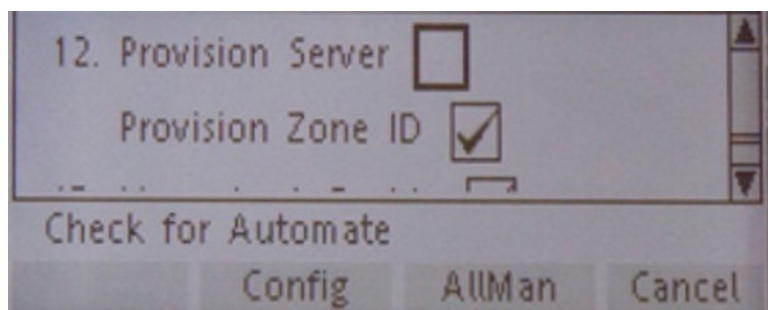 12. Provision Server
Provision Zone ID
Check for Automate
Config AllMan Cancel